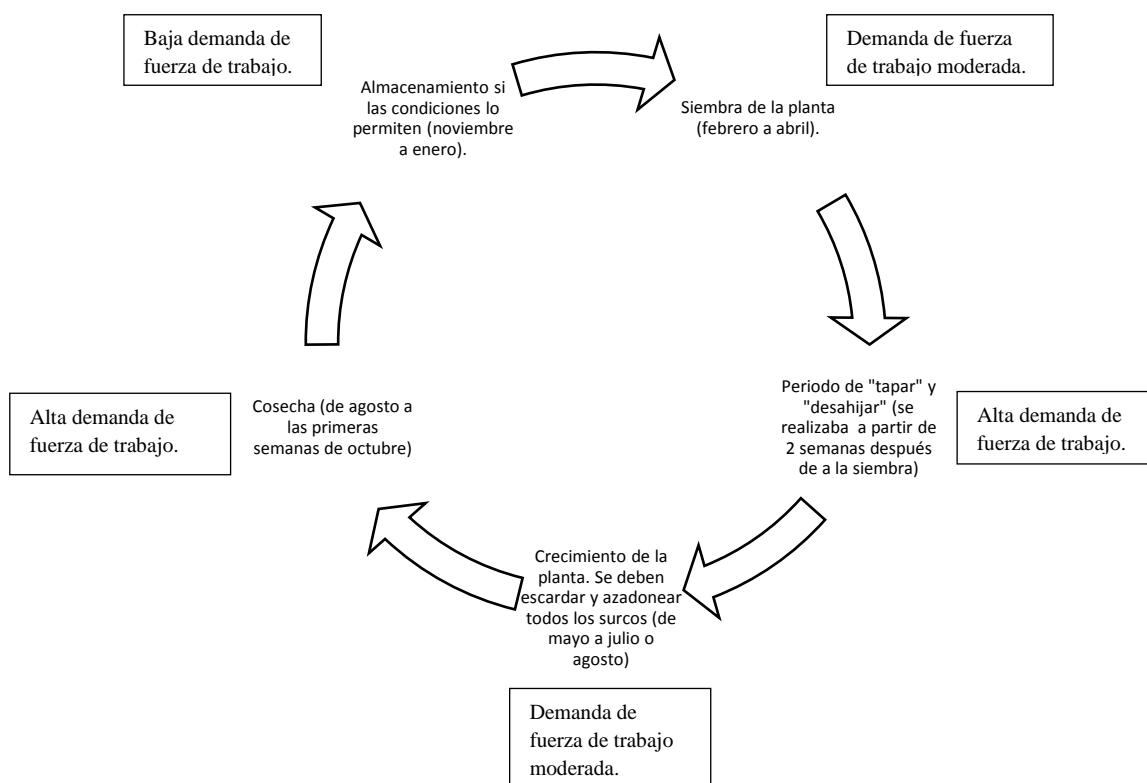 Baja demanda de
fuerza de trabajo.
Almacenamiento si
las condiciones lo
permiten (noviembre
a enero).
Demanda de fuerza
de trabajo moderada.
Siembra de la planta
(febrero a abril).
Periodo de "tapar" y
"desahijar" (se
realizaba a partir de
2 semanas después
de a la siembra)
Alta demanda de
fuerza de trabajo.
Crecimiento de la
planta. Se deben
escardar y azadonear
todos los surcos (de
mayo a julio o
agosto)
Demanda de
fuerza de trabajo
moderada.
Cosecha (de agosto a
las primeras
semanas de octubre)
Alta demanda de
fuerza de trabajo.